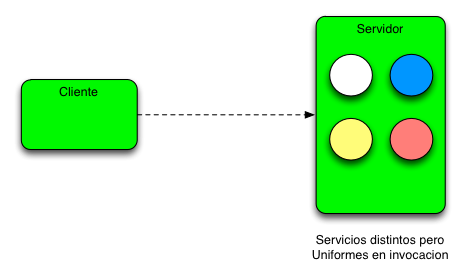 Cliente
Servidor
Servicios distintos pero
Uniformes en invocacion